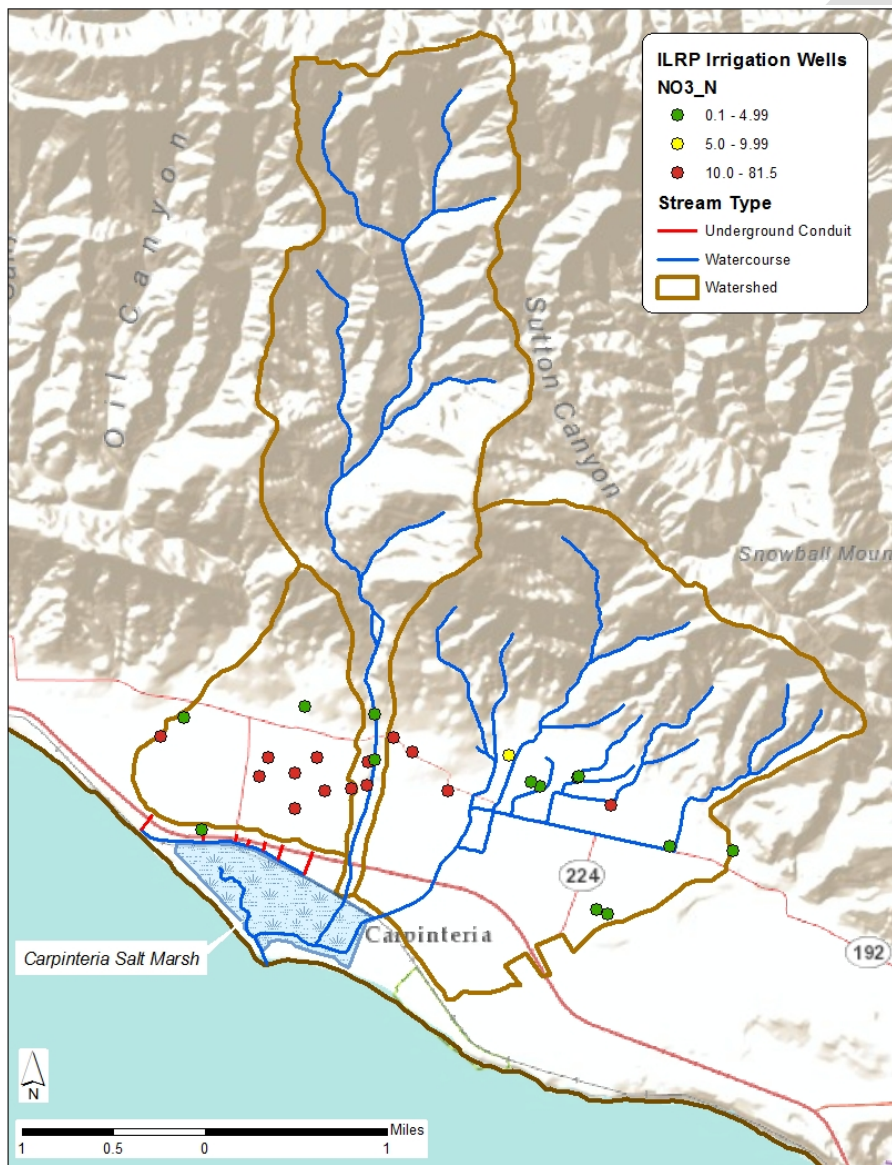 ILRP Irrigation Wells
NO3_N
0.1 - 4.99
5.0 - 9.99
10.0 - 81.5
Stream Type
Underground Conduit
Watercourse
Watershed
Oil Canyon
Sutton Canyon
Snowball Moun
224
Carpinteria
192
Carpinteria Salt Marsh
N
Miles
1 0.5 0 1